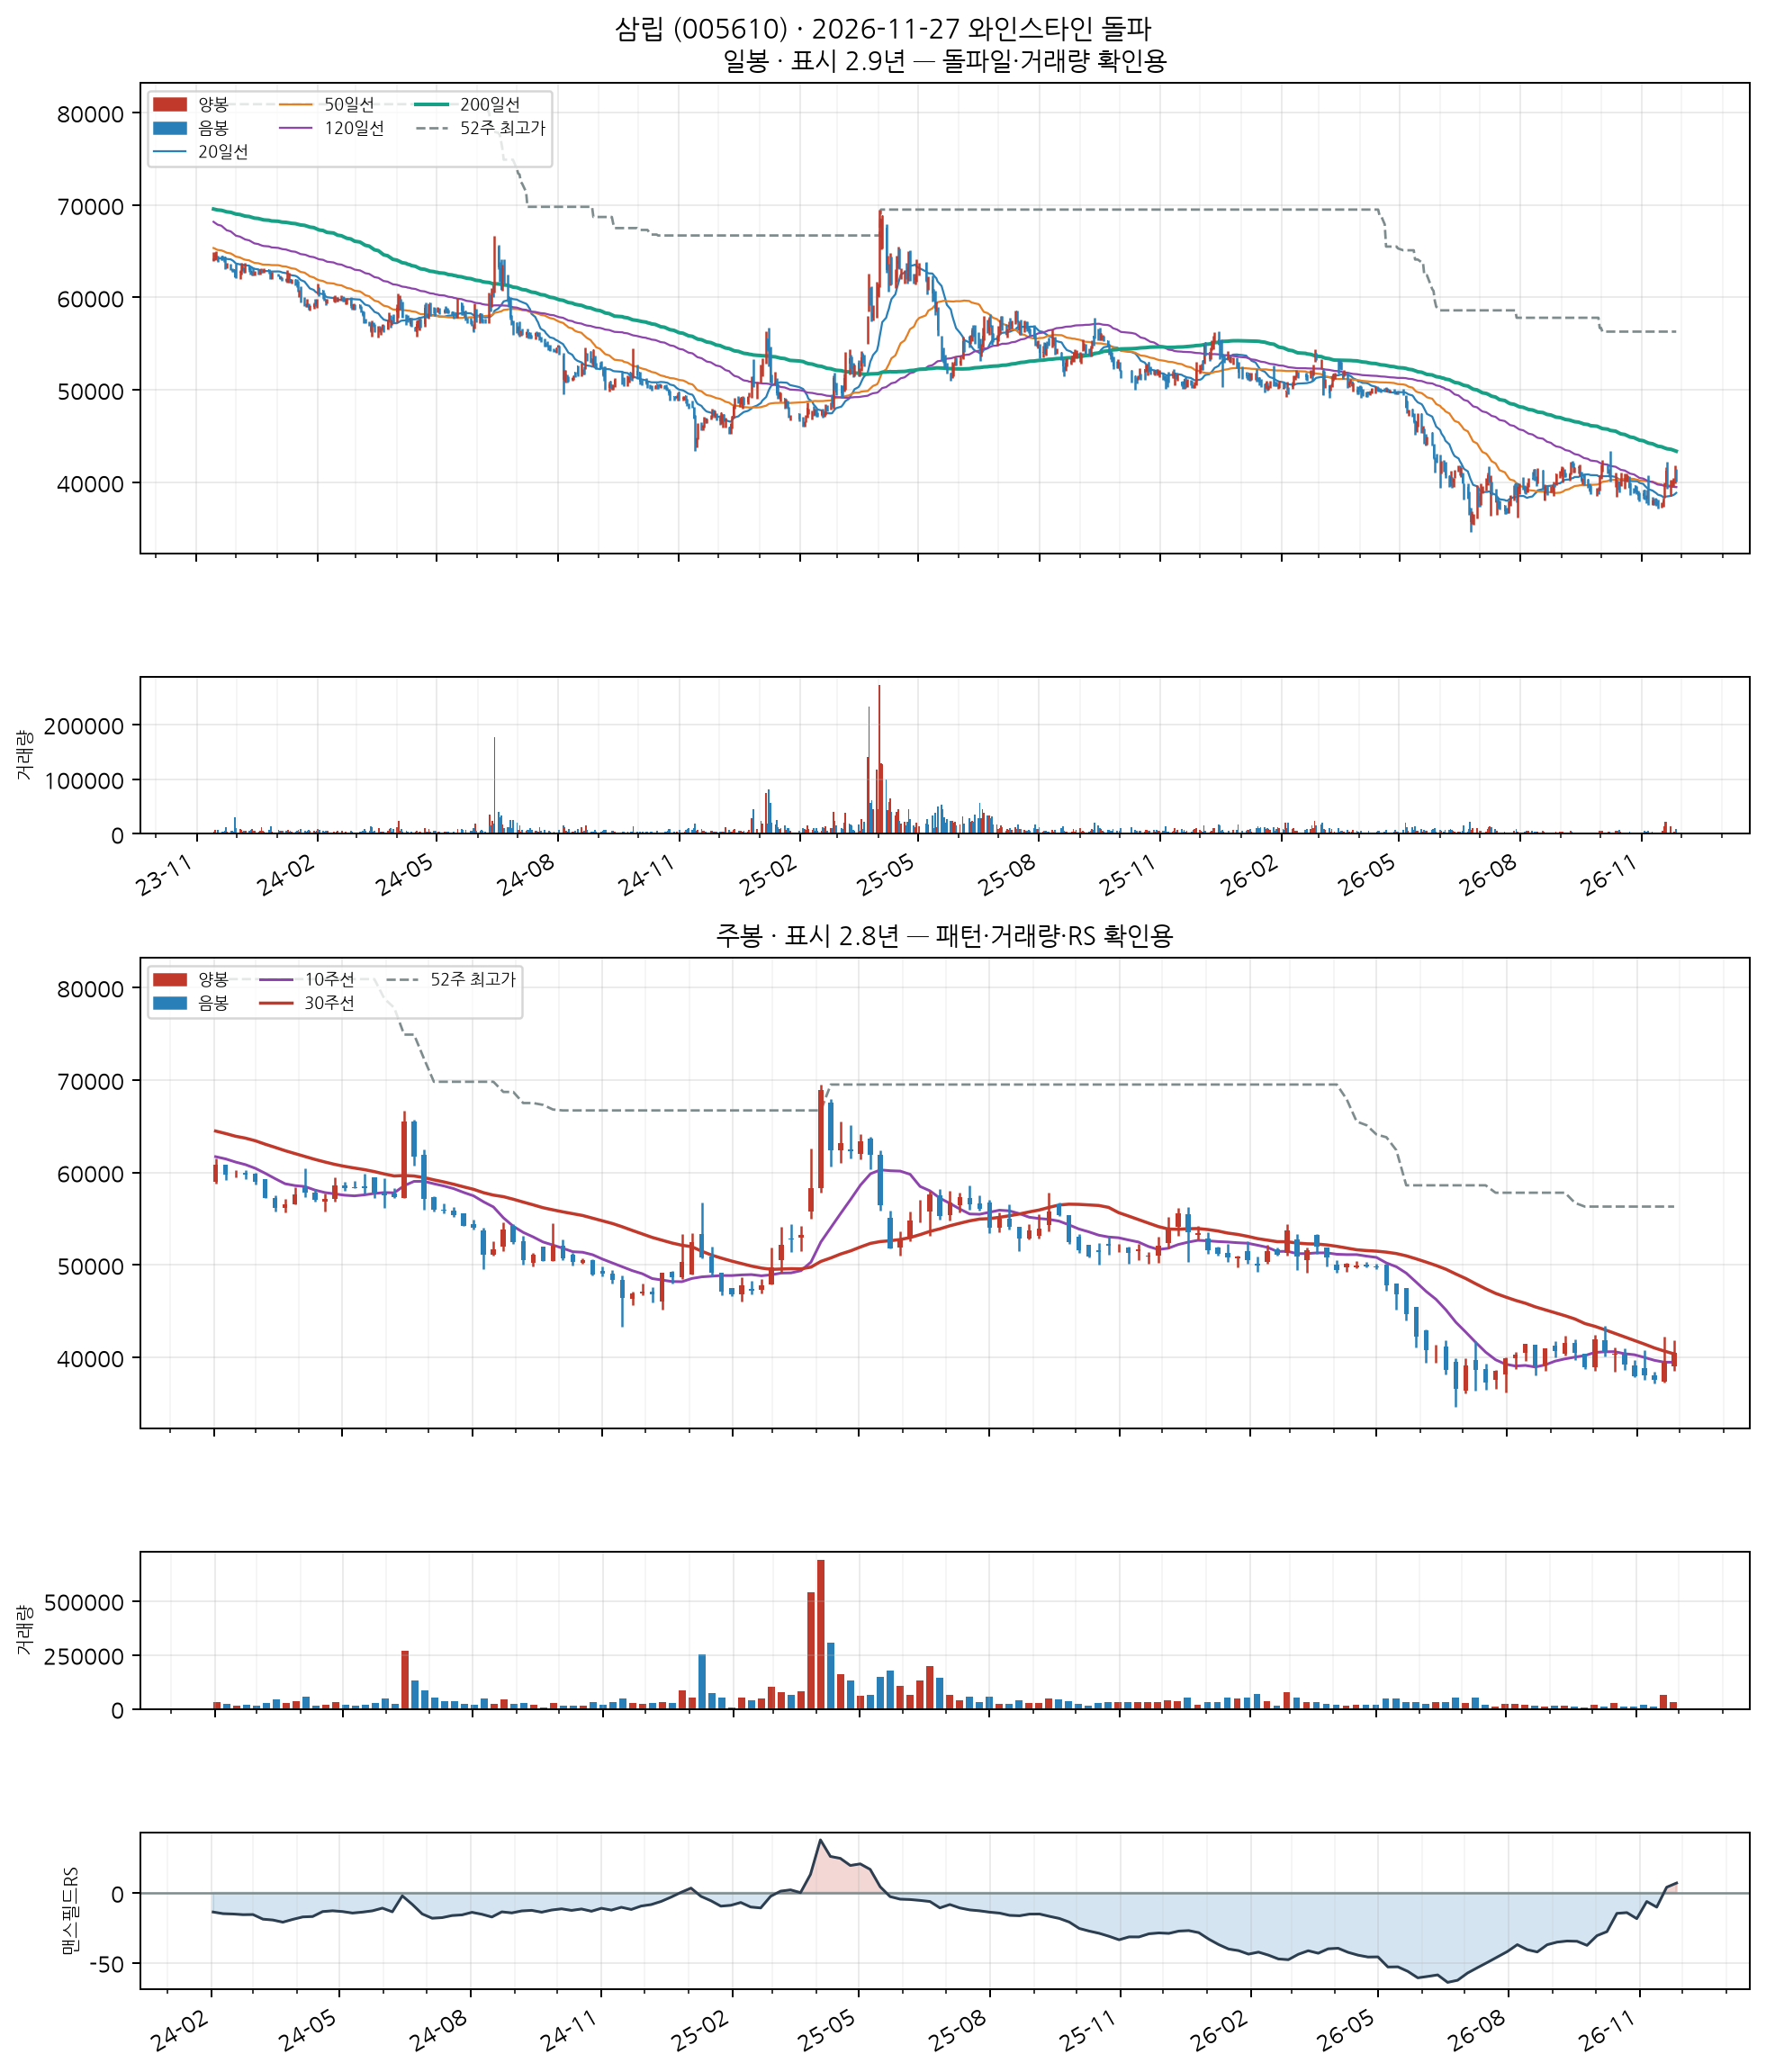 삼립 (005610) · 2026-11-27 와인스타인 돌파
일봉 · 표시 2.9년 — 돌파일·거래량 확인용
양봉 50일선 200일선
음봉 120일선 52주 최고가
20일선
80000
70000
60000
50000
40000
거래량
200000
100000
0
23-11 24-02 24-05 24-08 24-11 25-02 25-05 25-08 25-11 26-02 26-05 26-08 26-11
주봉 · 표시 2.8년 — 패턴·거래량·RS 확인용
양봉 10주선 52주 최고가
음봉 30주선
80000
70000
60000
50000
40000
거래량
500000
250000
0
맨스필드RS
0
-50
24-02 24-05 24-08 24-11 25-02 25-05 25-08 25-11 26-02 26-05 26-08 26-11